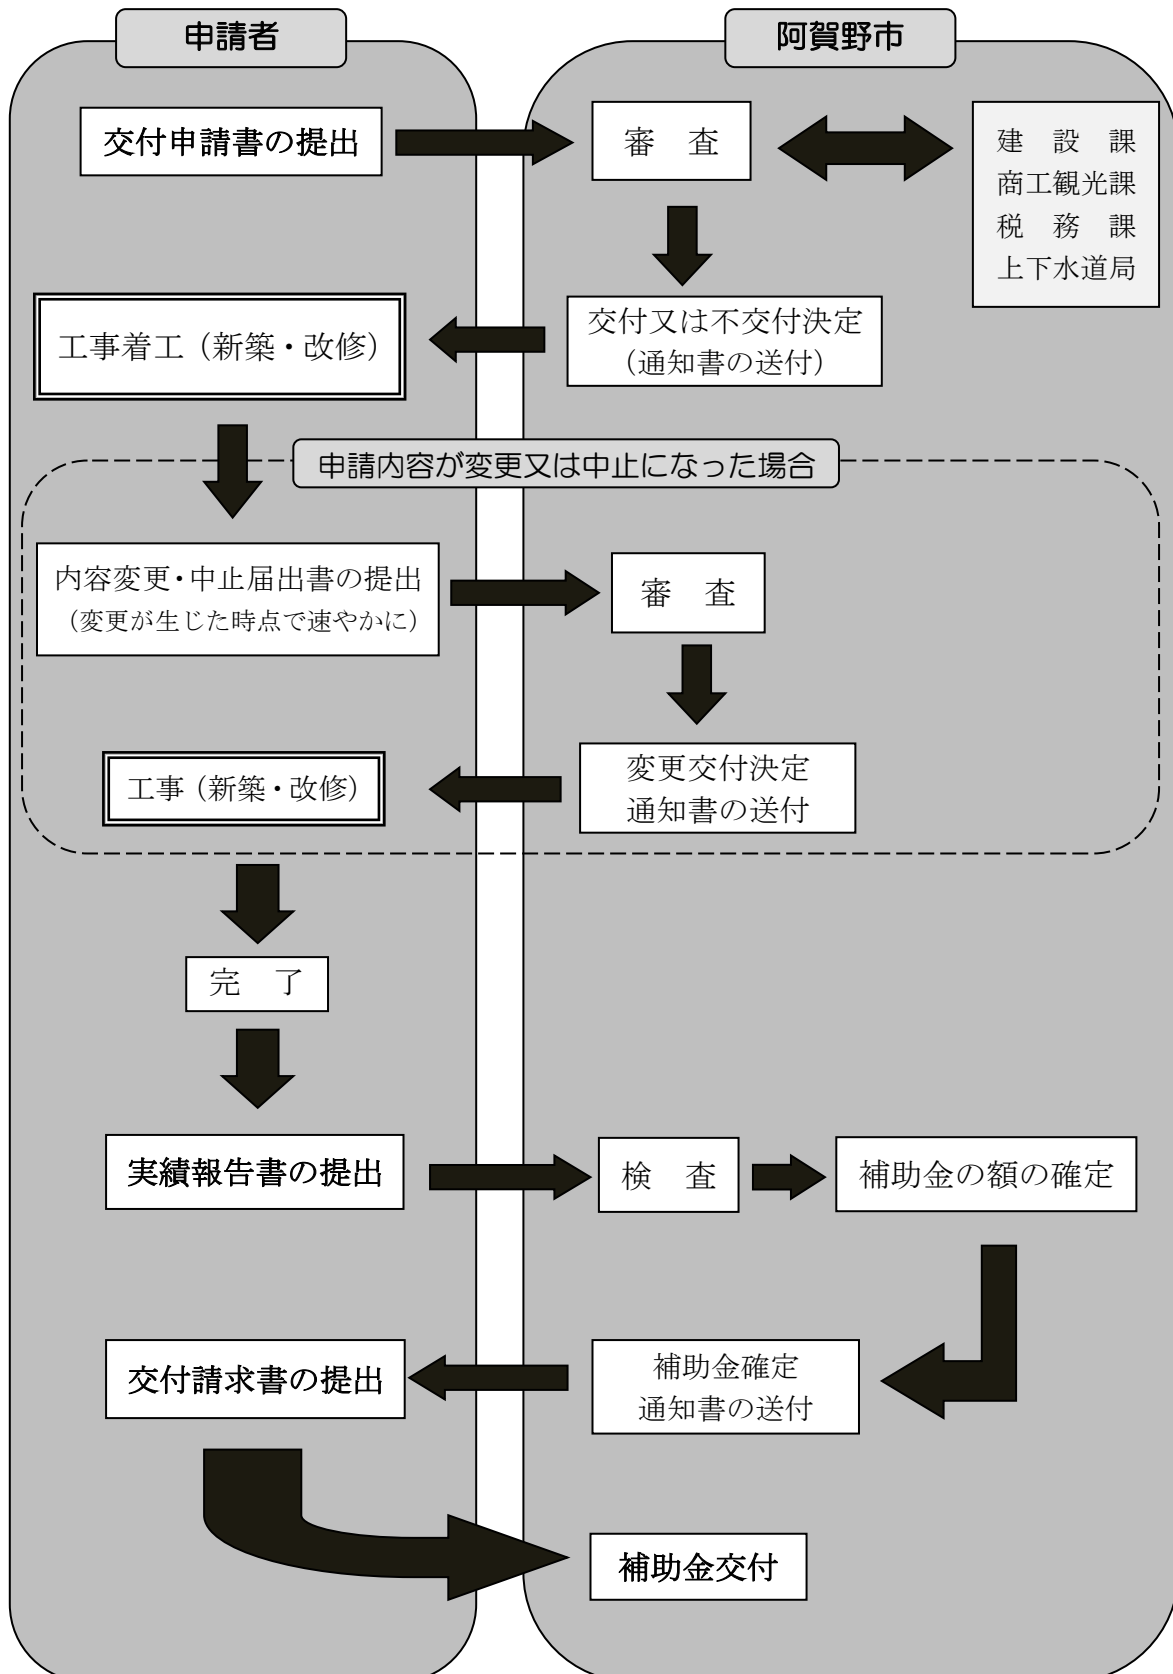 申請者
阿賀野市
交付申請書の提出
審　査
建　設　課
商工観光課
税　務　課
上下水道局
交付又は不交付決定
（通知書の送付）
工事着工（新築・改修）
申請内容が変更又は中止になった場合
内容変更・中止届出書の提出
（変更が生じた時点で速やかに）
審　査
変更交付決定
通知書の送付
工事（新築・改修）
完　了
実績報告書の提出
検　査
補助金の額の確定
補助金確定
通知書の送付
交付請求書の提出
補助金交付